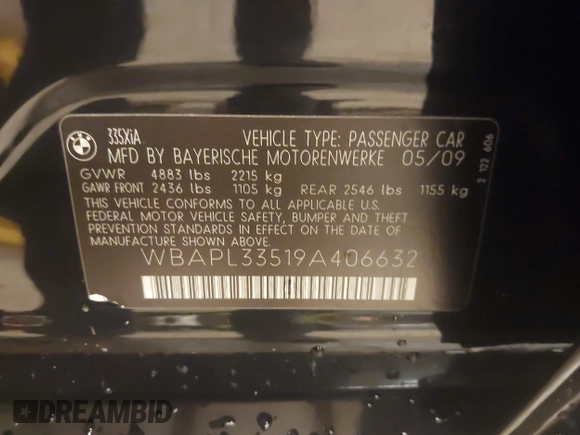 BMW
335XiA VEHICLE TYPE: PASSENGER CAR
MFD BY BAYERISCHE MOTORENWERKE 05/09
GVWR 4883 lbs 2215 kg
GAWR FRONT 2436 lbs 1105 kg REAR 2546 lbs 1155 kg
THIS VEHICLE CONFORMS TO ALL APPLICABLE U.S.
FEDERAL MOTOR VEHICLE SAFETY, BUMPER AND THEFT
PREVENTION STANDARDS IN EFFECT ON THE DATE OF
MANUFACTURE SHOWN ABOVE.
WBAPL33519A406632
2 122 606
DREAMBID